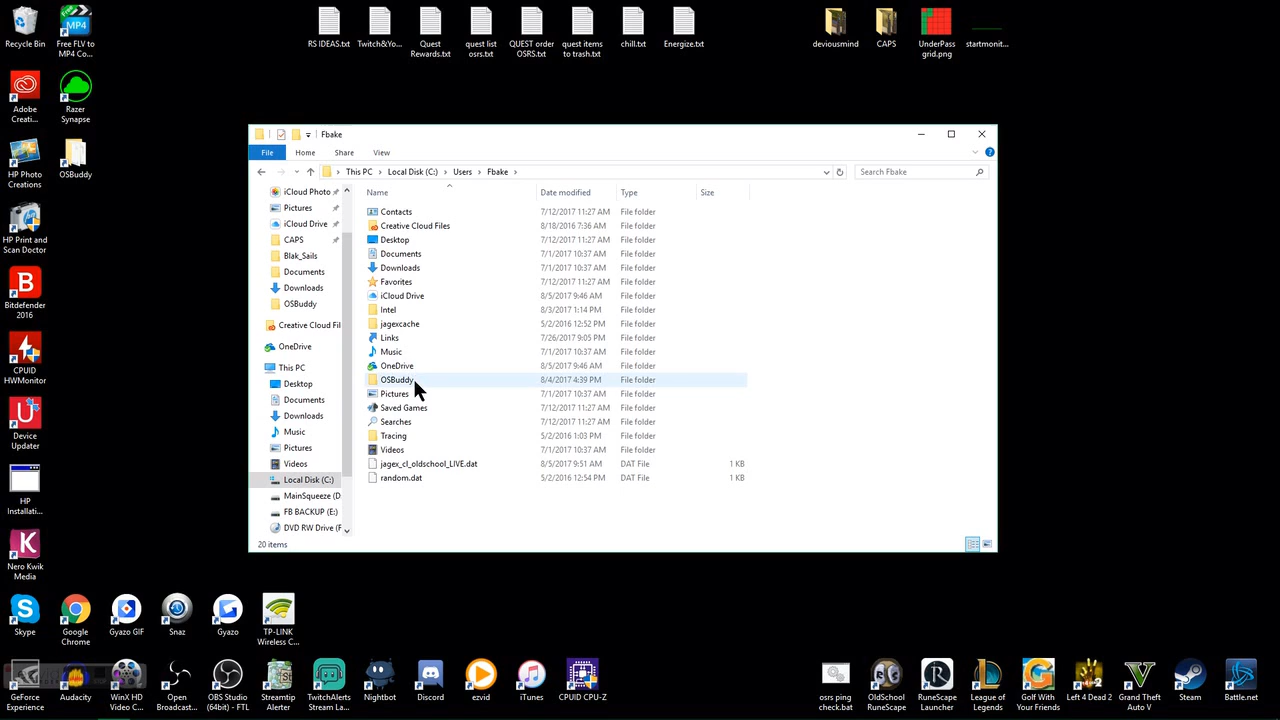 RS IDEAS.txt
Twitch&Yo...
Quest
Rewards.txt
quest list
osrs.txt
QUEST order
OSRS.txt
quest items
to trash.txt
chill.txt
Energize.txt
deviousmind
CAPS
UnderPass
grid.png
startmonit...
Recycle Bin
Free FLV to
MP4 Co...
MP4
Adobe
Creati...
Razer
Synapse
HP Photo
Creations
OSBuddy
HP Print and
Scan Doctor
Bitdefender
2016
CPUID
HWMonitor
Device
Updater
HP
Installati...
Nero Kwik
Media
Fbake
File
Home
Share
View
This PC
Local Disk (C:)
Users
Fbake
Search Fbake
iCloud Photo
Pictures
iCloud Drive
CAPS
Blak_Sails
Documents
Downloads
OSBuddy
Creative Cloud Fil
OneDrive
This PC
Desktop
Documents
Downloads
Music
Pictures
Videos
Local Disk (C:)
MainSqueeze (D:
FB BACKUP (E:)
DVD RW Drive (F
Name Date modified Type Size
Contacts 7/12/2017 11:27 AM File folder
Creative Cloud Files 8/18/2016 7:36 AM File folder
Desktop 7/12/2017 11:27 AM File folder
Documents 7/1/2017 10:37 AM File folder
Downloads 7/1/2017 10:37 AM File folder
Favorites 7/12/2017 11:27 AM File folder
iCloud Drive 8/5/2017 9:46 AM File folder
Intel 8/3/2017 1:14 PM File folder
jagexcache 5/2/2016 12:52 PM File folder
Links 7/26/2017 9:05 PM File folder
Music 7/1/2017 10:37 AM File folder
OneDrive 8/5/2017 9:46 AM File folder
OSBuddy 8/4/2017 4:39 PM File folder
Pictures 7/1/2017 10:37 AM File folder
Saved Games 7/12/2017 11:27 AM File folder
Searches 7/12/2017 11:27 AM File folder
Tracing 5/2/2016 1:03 PM File folder
Videos 7/1/2017 10:37 AM File folder
jagex_cl_oldschool_LIVE.dat 8/5/2017 9:51 AM DAT File 1 KB
random.dat 5/2/2016 12:54 PM DAT File 1 KB
20 items
Skype
Google
Chrome
Gyazo GIF
Snaz
Gyazo
TP-LINK
Wireless C...
GeForce
Experience
Audacity
WinX HD
Video C...
Open
Broadcast...
OBS Studio
(64bit) - FTL
Streamtip
Alerter
TwitchAlerts
Stream La...
Nightbot
Discord
ezvid
iTunes
CPUID CPU-Z
osrs ping
check.bat
OldSchool
RuneScape
RuneScape
Launcher
League of
Legends
Golf With
Your Friends
Left 4 Dead 2
Grand Theft
Auto V
Steam
Battle.net